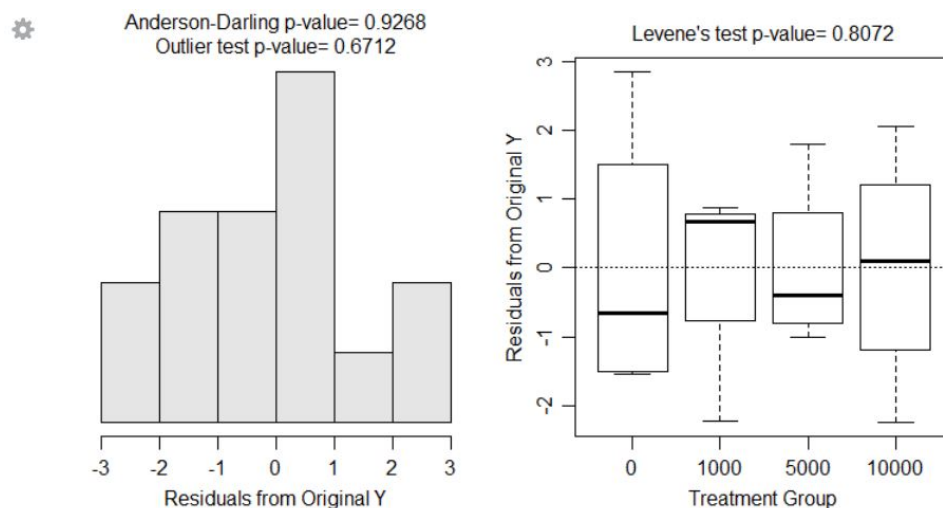 Anderson-Darling p-value= 0.9268
Outlier test p-value= 0.6712
-3 -2 -1 0 1 2 3
Residuals from Original Y
Levene's test p-value= 0.8072
Residuals from Original Y
3
2
1
0
-1
-2
0 1000 5000 10000
Treatment Group